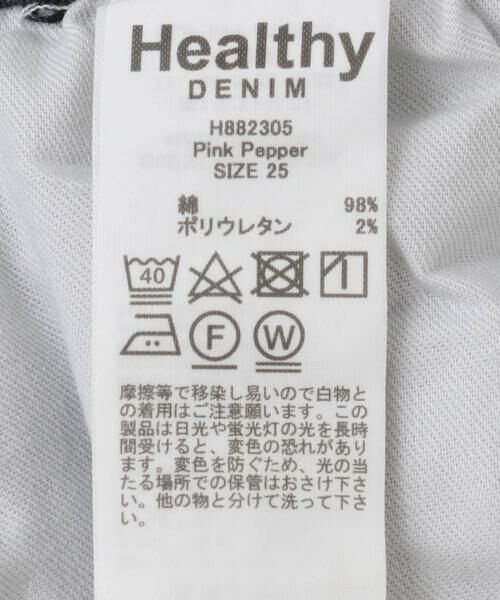 Healthy
DENIM
H882305
Pink Pepper
SIZE 25
綿 98%
ポリウレタン 2%
40
F W
摩擦等で移染し易いので白物と
の着用はご注意願います。この
製品は日光や蛍光灯の光を長時
間受けると、変色の恐れがあり
ます。変色を防ぐため、光の当
たる場所での保管はおさけ下さ
い。他の物と分けて洗って下さ
い。